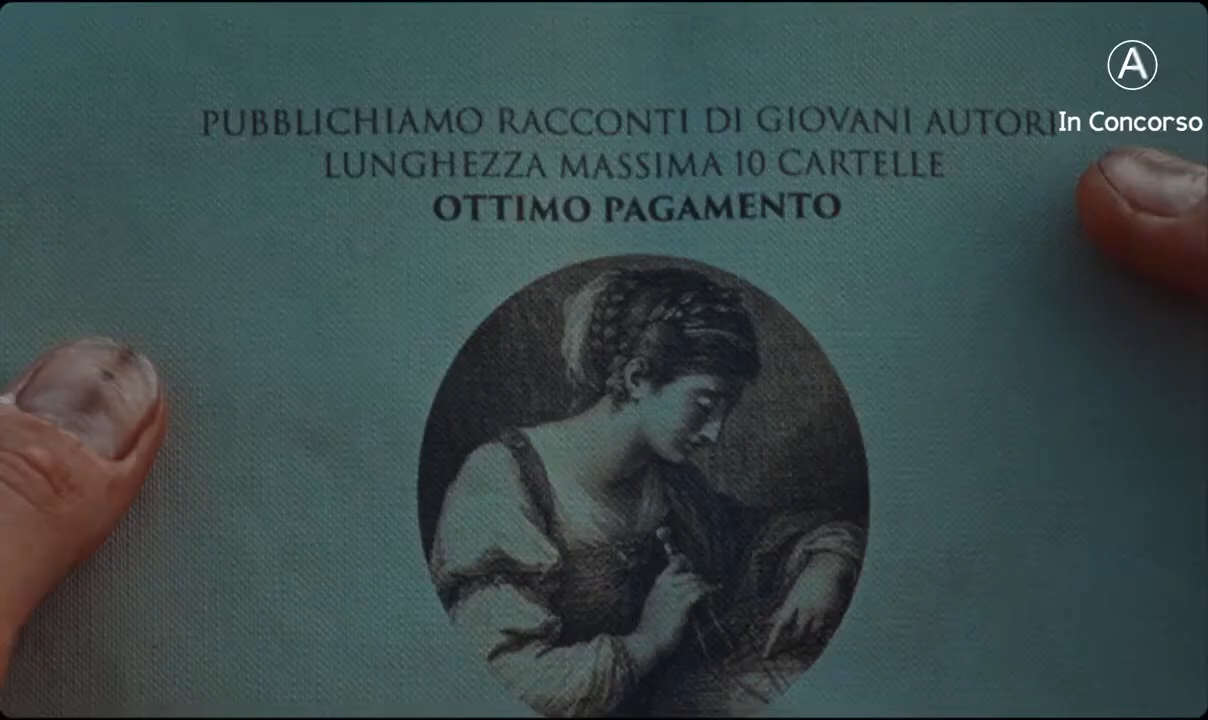 PUBBLICHIAMO RACCONTI DI GIOVANI AUTORI
LUNGHEZZA MASSIMA 10 CARTELLE
OTTIMO PAGAMENTO
A
In Concorso